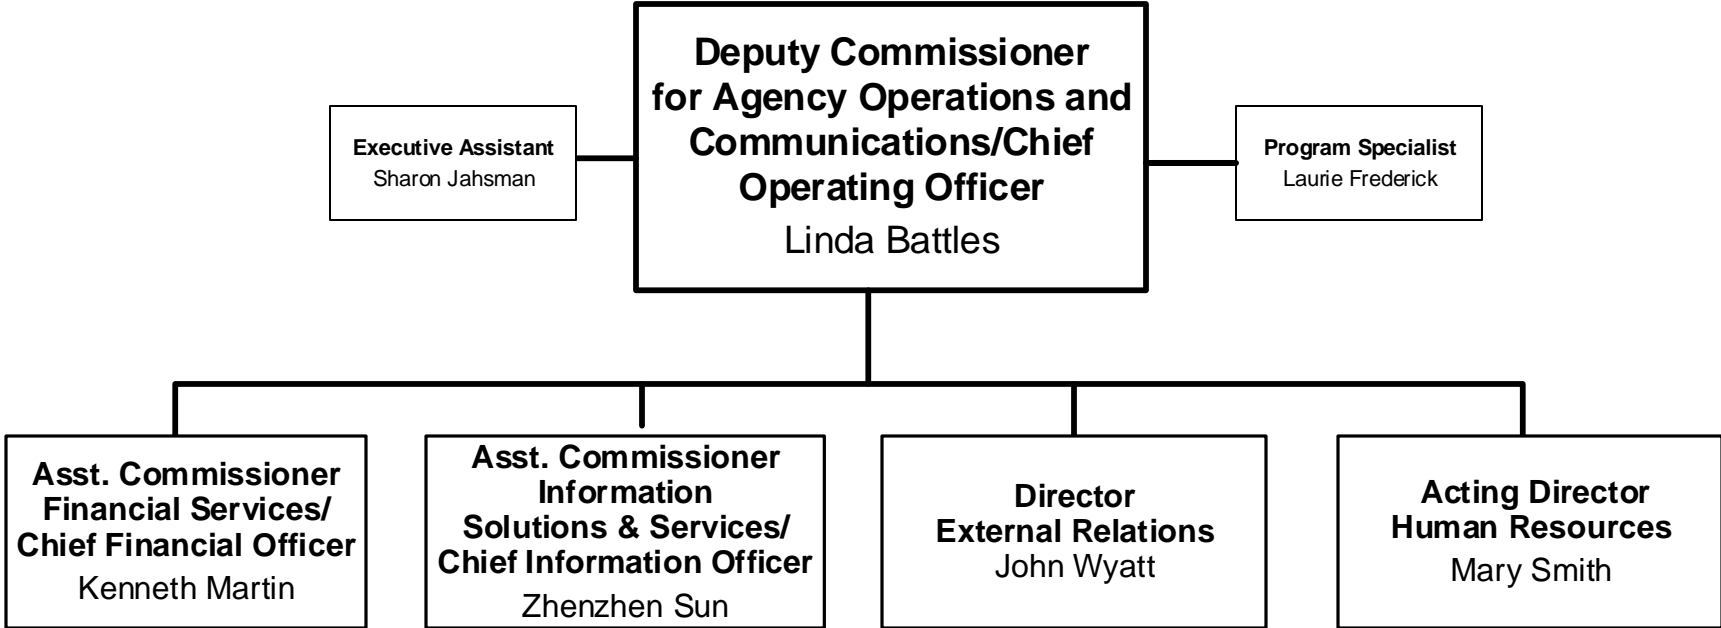 Deputy Commissioner
for Agency Operations and
Communications/Chief
Operating Officer
Linda Battles
Executive Assistant
Sharon Jahsman
Program Specialist
Laurie Frederick
Asst. Commissioner
Financial Services/
Chief Financial Officer
Kenneth Martin
Asst. Commissioner
Information
Solutions & Services/
Chief Information Officer
Zhenzhen Sun
Director
External Relations
John Wyatt
Acting Director
Human Resources
Mary Smith